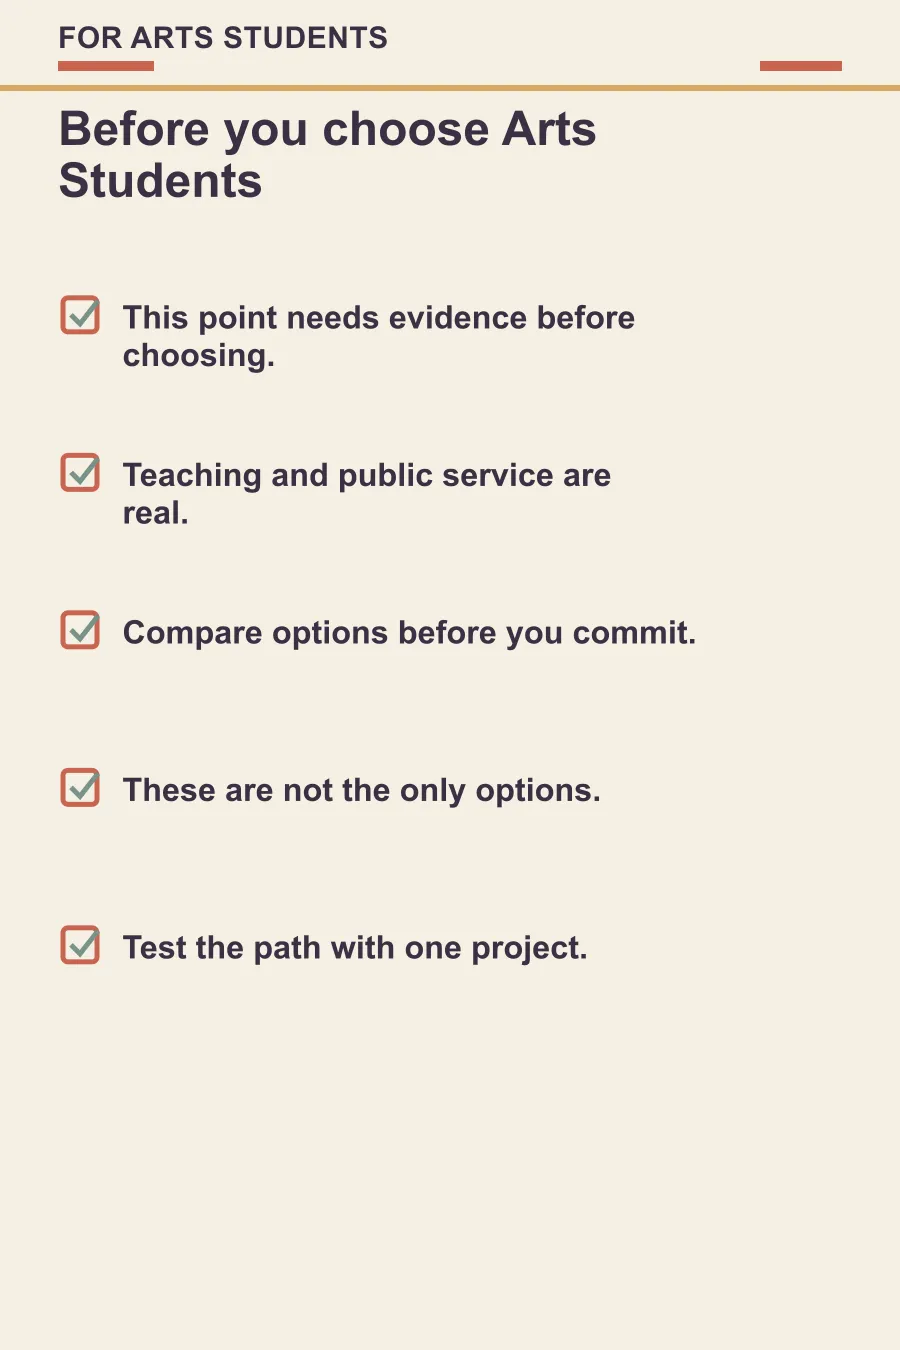 FOR ARTS STUDENTS
Before you choose Arts
Students
This point needs evidence before
choosing.
Teaching and public service are
real.
Compare options before you commit.
These are not the only options.
Test the path with one project.